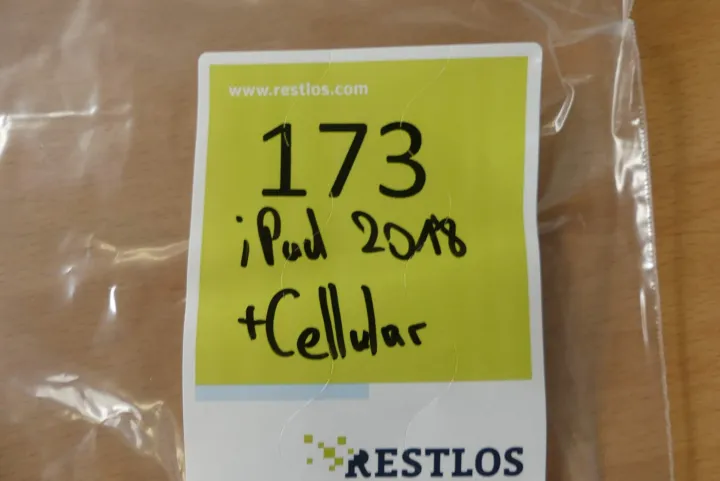 www.restlos.com
173
iPad 2018
+Cellular
RESTLOS